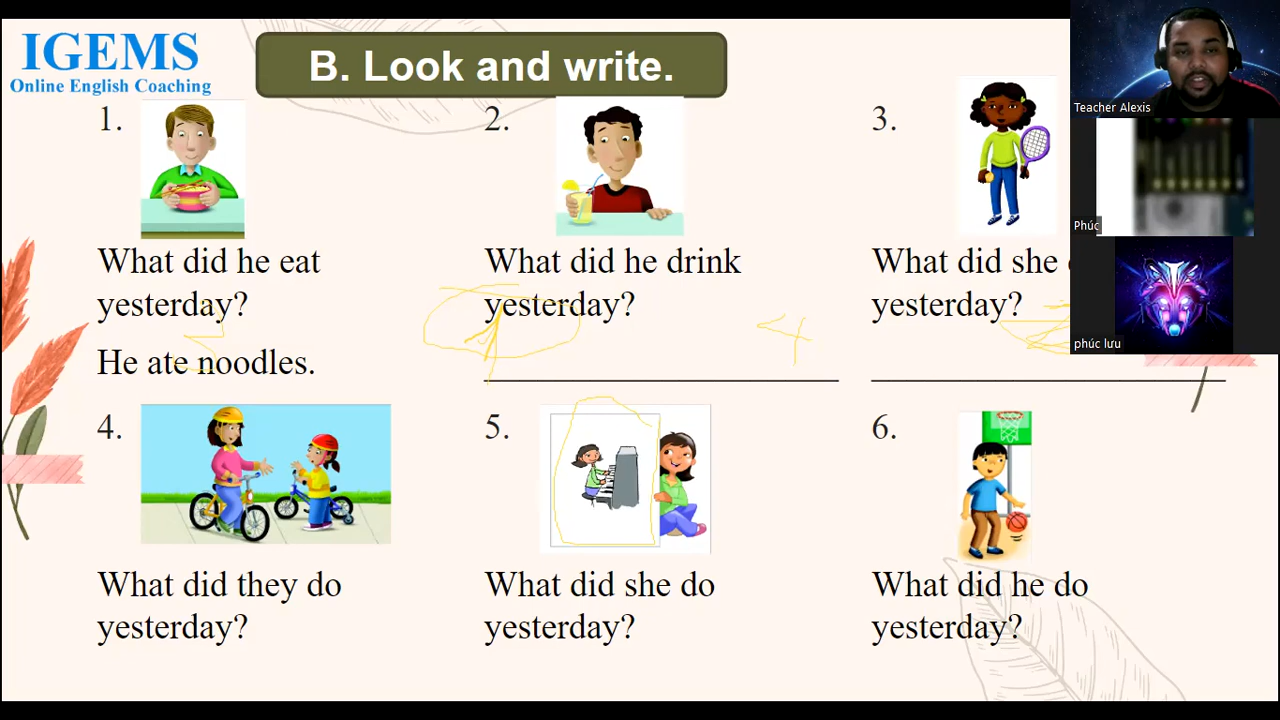 IGEMS
Online English Coaching
B. Look and write.
Teacher Alexis
Phúc
phúc lưu
1.
2.
3.
What did he eat
yesterday?
He ate noodles.
What did he drink
yesterday?
What did she
yesterday?
4.
5.
6.
What did they do
yesterday?
What did she do
yesterday?
What did he do
yesterday?